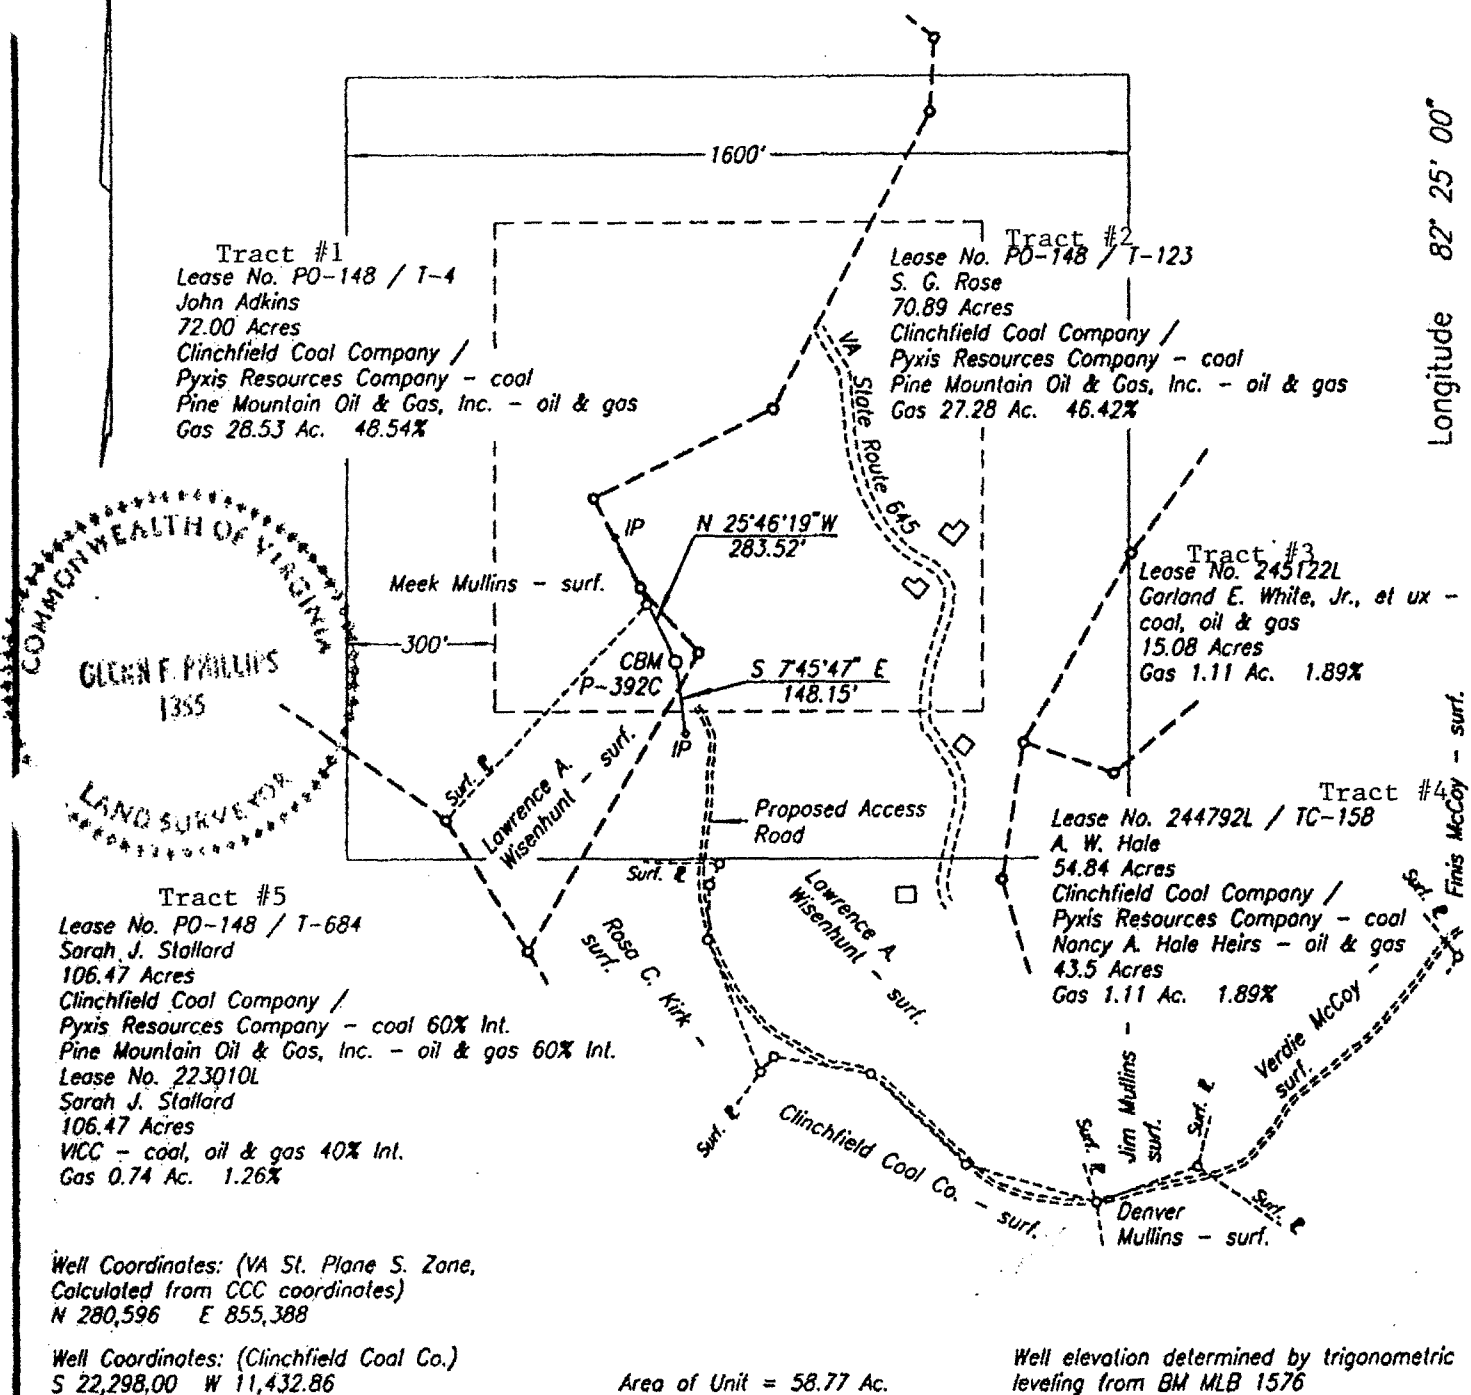 1600'
Longitude 82° 25' 00"
Tract #1
Lease No. PO-148 / T-4
John Adkins
72.00 Acres
Clinchfield Coal Company /
Pyxis Resources Company - coal
Pine Mountain Oil & Gas, Inc. - oil & gas
Gas 28.53 Ac. 48.54%
Tract #2
Lease No. PO-148 / T-123
S. G. Rose
70.89 Acres
Clinchfield Coal Company /
Pyxis Resources Company - coal
Pine Mountain Oil & Gas, Inc. - oil & gas
Gas 27.28 Ac. 46.42%
VA State Route 645
IP
N 25°46'19"W
283.52'
Meek Mullins - surf.
300'
CBM
P-392C
S 7°45'47" E
148.15'
IP
COMMONWEALTH OF VIRGINIA
GLENN F. PHILLIPS
1355
LAND SURVEYOR
Tract #3
Lease No. 245122L
Garland E. White, Jr., et ux -
coal, oil & gas
15.08 Acres
Gas 1.11 Ac. 1.89%
Surf. ℄
Lawrence A.
Wisenhunt - surf.
Proposed Access
Road
Surf. ℄
Tract #4
Lease No. 244792L / TC-158
A. W. Hale
54.84 Acres
Clinchfield Coal Company /
Pyxis Resources Company - coal
Nancy A. Hale Heirs - oil & gas
43.5 Acres
Gas 1.11 Ac. 1.89%
Finis McCoy - surf.
Surf. ℄
Tract #5
Lease No. PO-148 / T-684
Sarah J. Stallard
106.47 Acres
Clinchfield Coal Company /
Pyxis Resources Company - coal 60% Int.
Pine Mountain Oil & Gas, Inc. - oil & gas 60% Int.
Lease No. 223010L
Sarah J. Stallard
106.47 Acres
VICC - coal, oil & gas 40% Int.
Gas 0.74 Ac. 1.26%
Rosa C. Kirk -
surf.
Lawrence A.
Wisenhunt - surf.
Surf. ℄
Clinchfield Coal Co. - surf.
Surf. ℄
Jim Mullins -
surf.
Surf. ℄
Verdie McCoy -
surf.
Surf. ℄
Denver
Mullins - surf.
Well Coordinates: (VA St. Plane S. Zone,
Calculated from CCC coordinates)
N 280,596 E 855,388
Well Coordinates: (Clinchfield Coal Co.)
S 22,298.00 W 11,432.86
Area of Unit = 58.77 Ac.
Well elevation determined by trigonometric
leveling from BM MLB 1576